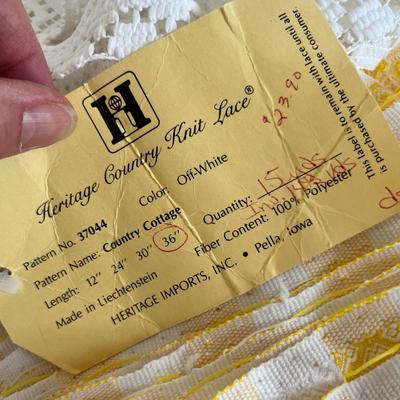 H
Heritage Country Knit Lace®
Pattern No. 37044 Color: Off-White
Pattern Name: Country Cottage Quantity: 15 yds
Length: 12" 24" 30" 36" Fiber Content: 100% Polyester
Made in Liechtenstein
HERITAGE IMPORTS, INC. • Pella, Iowa
This label is to remain with lace until all
is purchased by the ultimate consumer.
$23.90